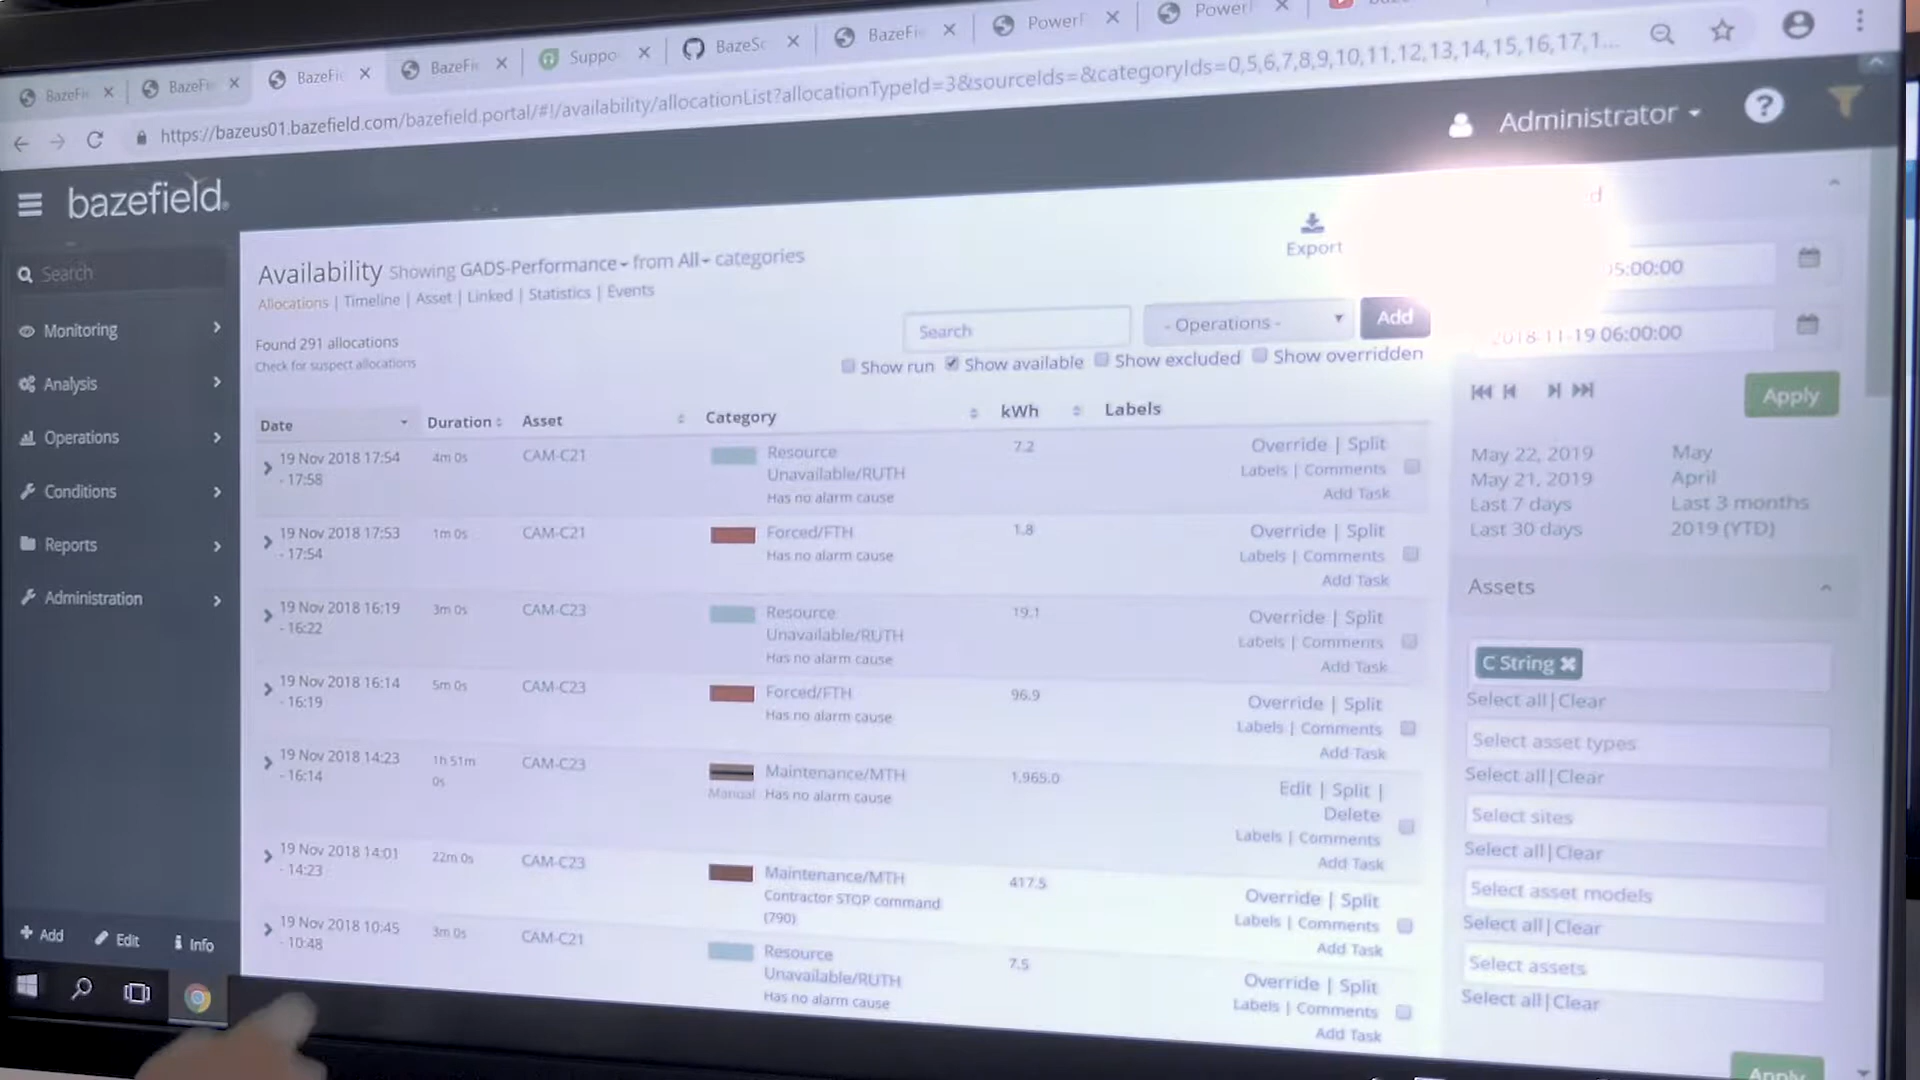 BazeFi
BazeFi
BazeFi
BazeFi
Suppo
BazeSc
BazeFi
PowerF
PowerF
https://bazeus01.bazefield.com/bazefield.portal/#!/availability/allocationList?allocationTypeId=3&sourceIds=&categoryIds=0,5,6,7,8,9,10,11,12,13,14,15,16,17,1...
Administrator
?
bazefield
Search
Monitoring
Analysis
Operations
Conditions
Reports
Administration
+ Add
Edit
Info
Availability Showing GADS-Performance from All categories
Allocations | Timeline | Asset | Linked | Statistics | Events
Export
Found 291 allocations
Check for suspect allocations
Search
- Operations -
Add
Show run Show available Show excluded Show overridden
Date Duration Asset Category kWh Labels
19 Nov 2018 17:54
- 17:58
4m 0s
CAM-C21
Resource
Unavailable/RUTH
Has no alarm cause
7.2
Override | Split
Labels | Comments
Add Task
19 Nov 2018 17:53
- 17:54
1m 0s
CAM-C21
Forced/FTH
Has no alarm cause
1.8
Override | Split
Labels | Comments
Add Task
19 Nov 2018 16:19
- 16:22
3m 0s
CAM-C23
Resource
Unavailable/RUTH
Has no alarm cause
19.1
Override | Split
Labels | Comments
Add Task
19 Nov 2018 16:14
- 16:19
5m 0s
CAM-C23
Forced/FTH
Has no alarm cause
96.9
Override | Split
Labels | Comments
Add Task
19 Nov 2018 14:23
- 16:14
1h 51m
0s
CAM-C23
Manual
Maintenance/MTH
Has no alarm cause
1,965.0
Edit | Split |
Delete
Labels | Comments
Add Task
19 Nov 2018 14:01
- 14:23
22m 0s
CAM-C23
Maintenance/MTH
Contractor STOP command
(790)
417.5
Override | Split
Labels | Comments
Add Task
19 Nov 2018 10:45
- 10:48
3m 0s
CAM-C21
Resource
Unavailable/RUTH
Has no alarm cause
7.5
Override | Split
Labels | Comments
Add Task
5:00:00
2018-11-19 06:00:00
Apply
May 22, 2019 May
May 21, 2019 April
Last 7 days Last 3 months
Last 30 days 2019 (YTD)
Assets
C String
Select all|Clear
Select asset types
Select all|Clear
Select sites
Select all|Clear
Select asset models
Select all|Clear
Select assets
Select all|Clear
Apply